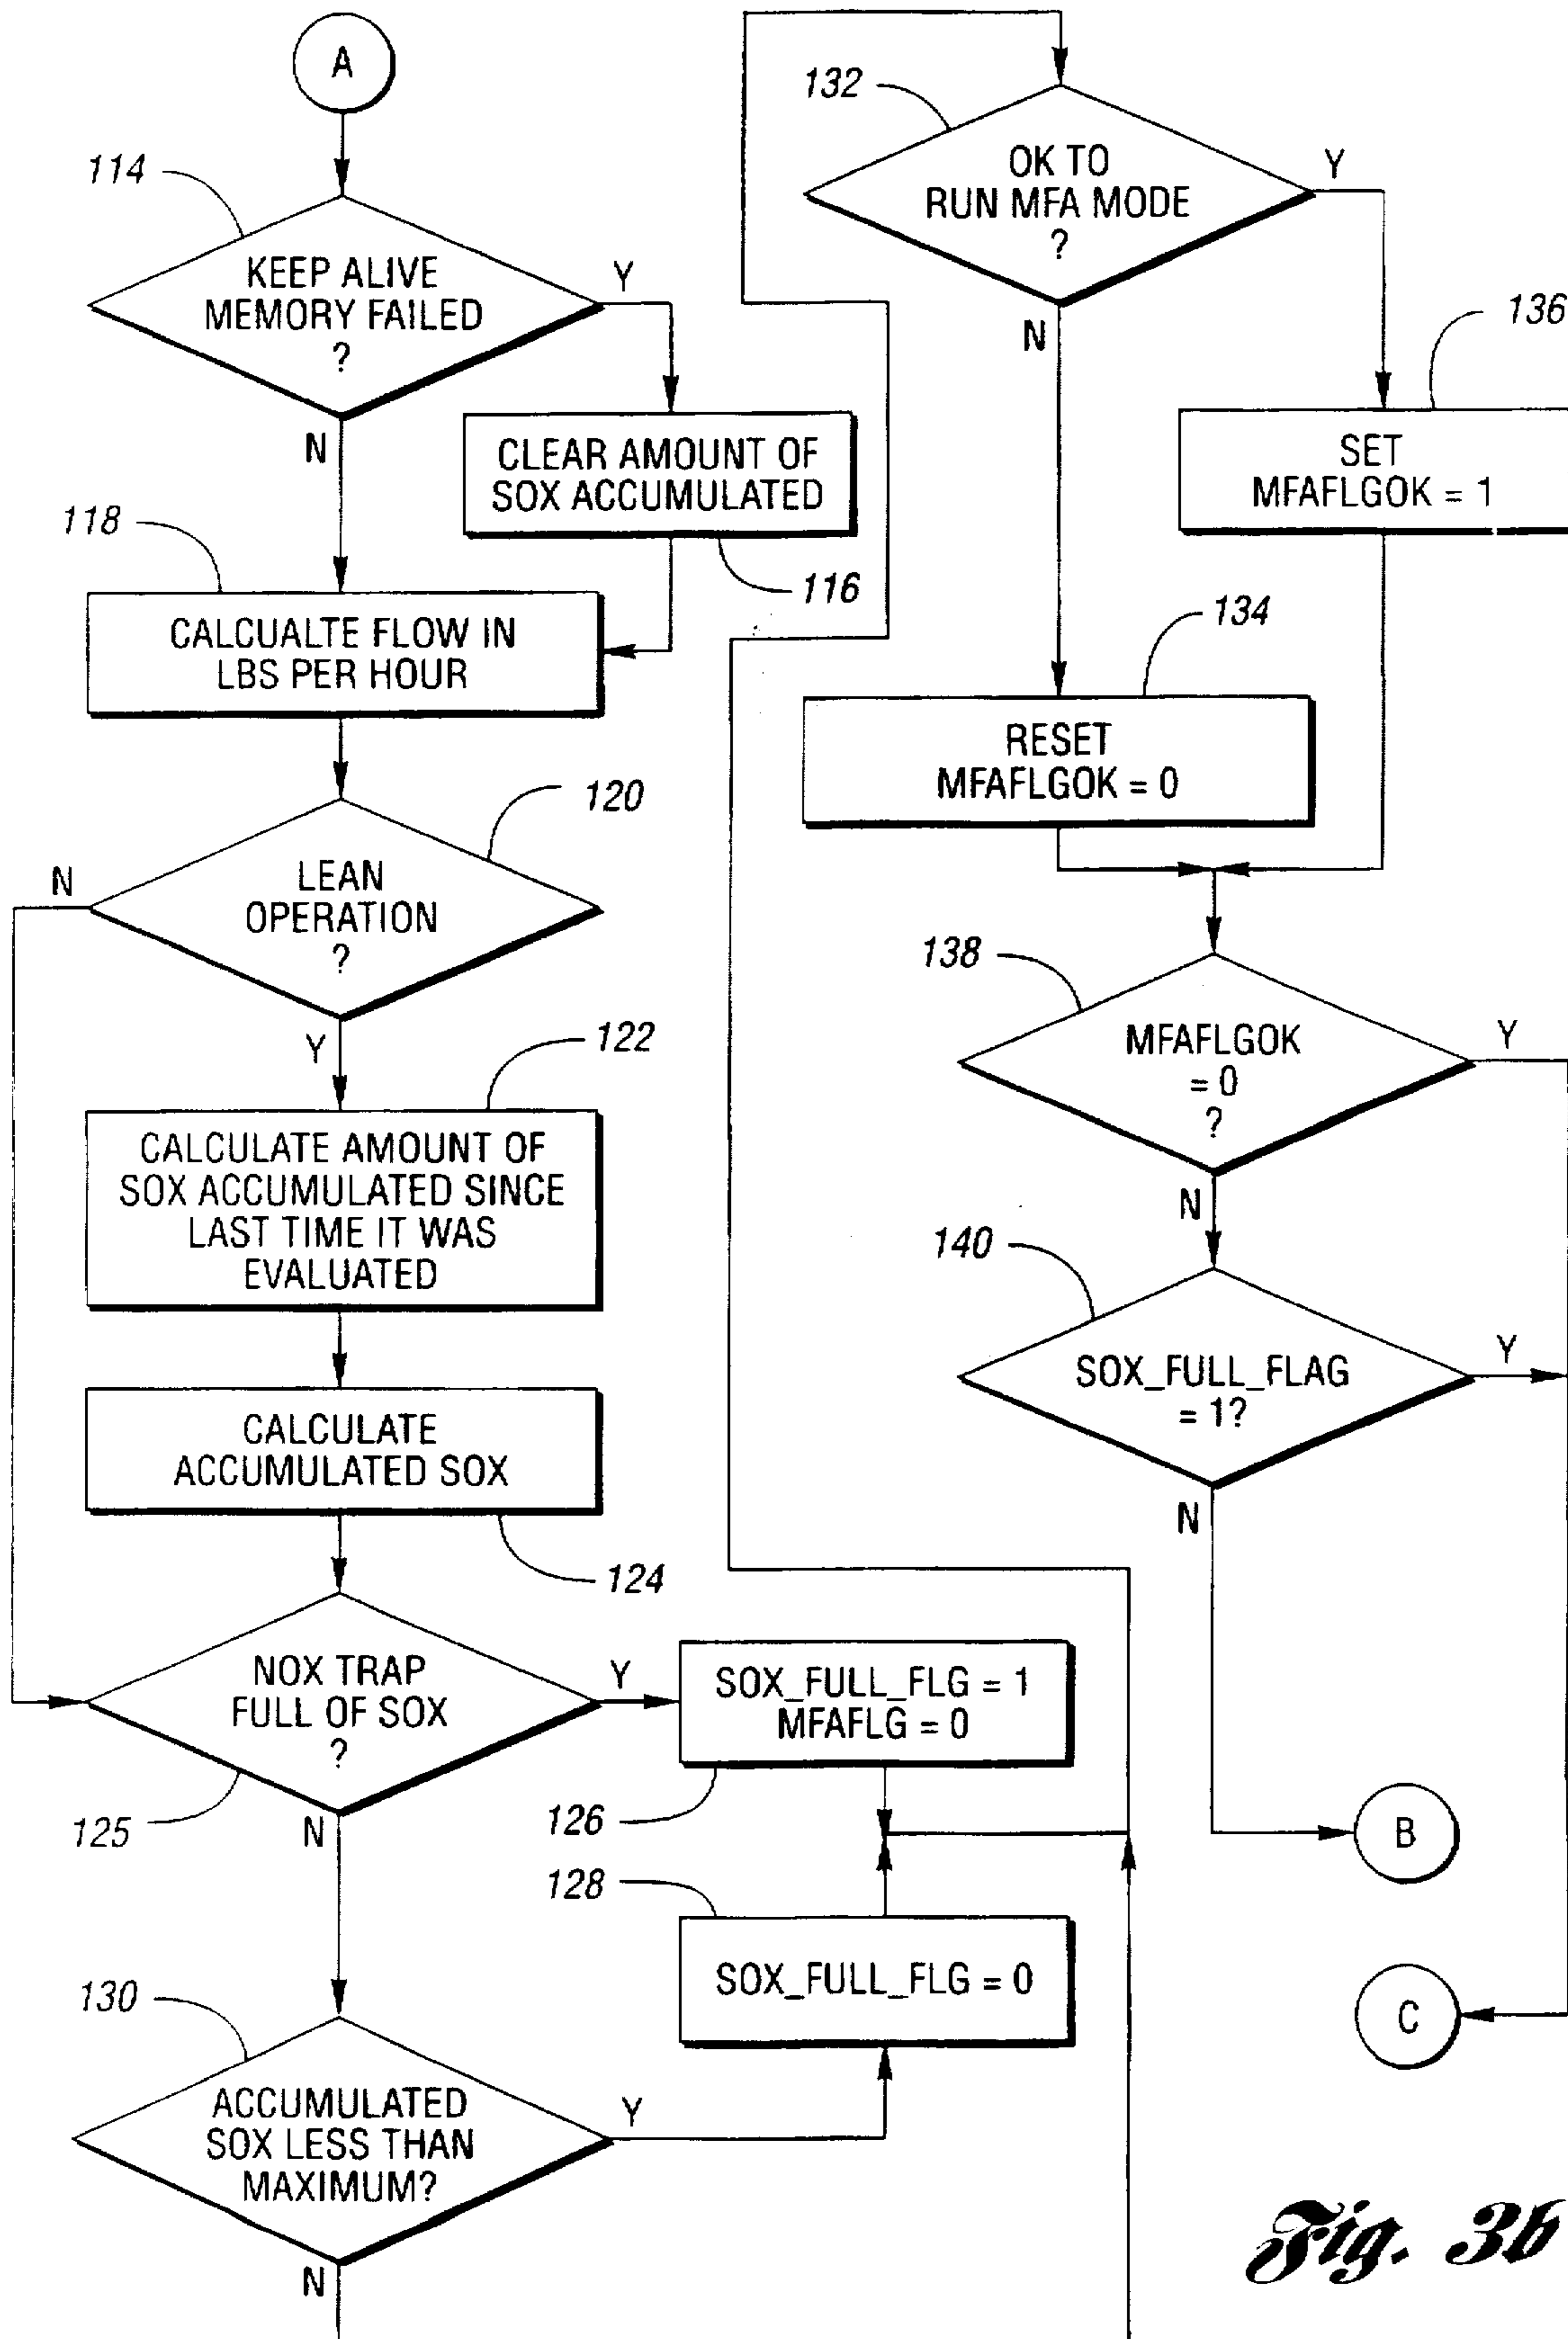 A
114
KEEP ALIVE
MEMORY FAILED
?
Y
N
CLEAR AMOUNT OF
SOX ACCUMULATED
116
118
CALCUALTE FLOW IN
LBS PER HOUR
120
LEAN
OPERATION
?
N
Y
122
CALCULATE AMOUNT OF
SOX ACCUMULATED SINCE
LAST TIME IT WAS
EVALUATED
CALCULATE
ACCUMULATED SOX
124
NOX TRAP
FULL OF SOX
?
Y
125
N
SOX_FULL_FLG = 1
MFAFLG = 0
126
128
SOX_FULL_FLG = 0
130
ACCUMULATED
SOX LESS THAN
MAXIMUM?
Y
N
132
OK TO
RUN MFA MODE
?
Y
N
136
SET
MFAFLGOK = 1
134
RESET
MFAFLGOK = 0
138
MFAFLGOK
= 0
?
Y
N
140
SOX_FULL_FLAG
= 1?
Y
N
B
C
Fig. 3b